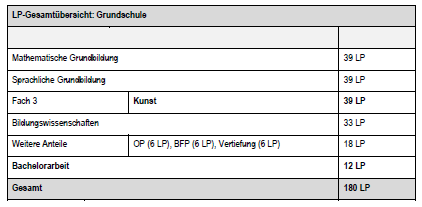 LP-Gesamtübersicht: Grundschule
Mathematische Grundbildung 39 LP
Sprachliche Grundbildung 39 LP
Fach 3 Kunst 39 LP
Bildungswissenschaften 33 LP
Weitere Anteile OP (6 LP), BFP (6 LP), Vertiefung (6 LP) 18 LP
Bachelorarbeit 12 LP
Gesamt 180 LP